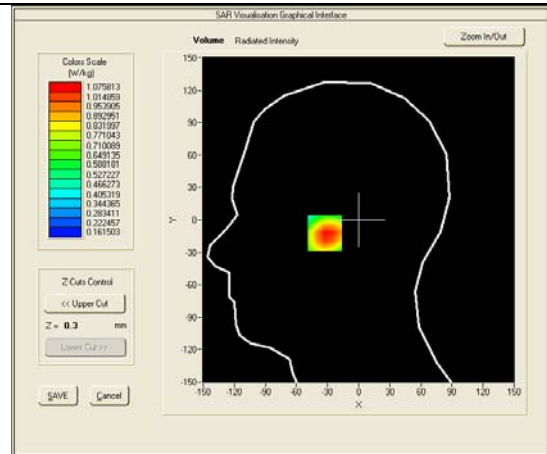 SAR Visualisation Graphical Interface
Volume Radiated Intensity
Zoom In/Out
Colors Scale
(W/kg)
1.075813
1.014859
0.953905
0.892951
0.831997
0.771043
0.710089
0.649135
0.588181
0.527227
0.466273
0.405319
0.344365
0.283411
0.222457
0.161503
Z Cuts Control
<< Upper Cut
Z = 0.3 mm
Lower Cut >>
SAVE Cancel
150
120
90
60
30
0
-30
-60
-90
-120
-150
Y
-150 -120 -90 -60 -30 0 30 60 90 120 150
X